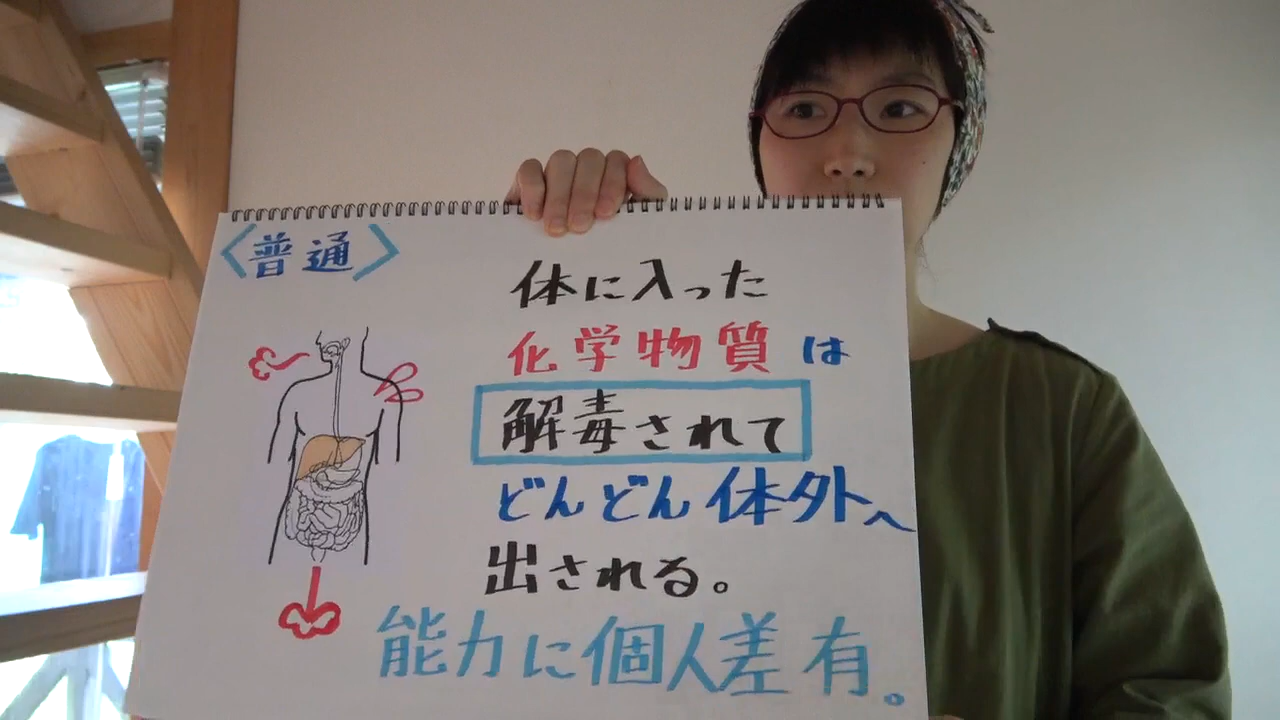 〈普通〉
体に入った
化学物質は
解毒されて
どんどん体外へ
出される。
能力に個人差有。